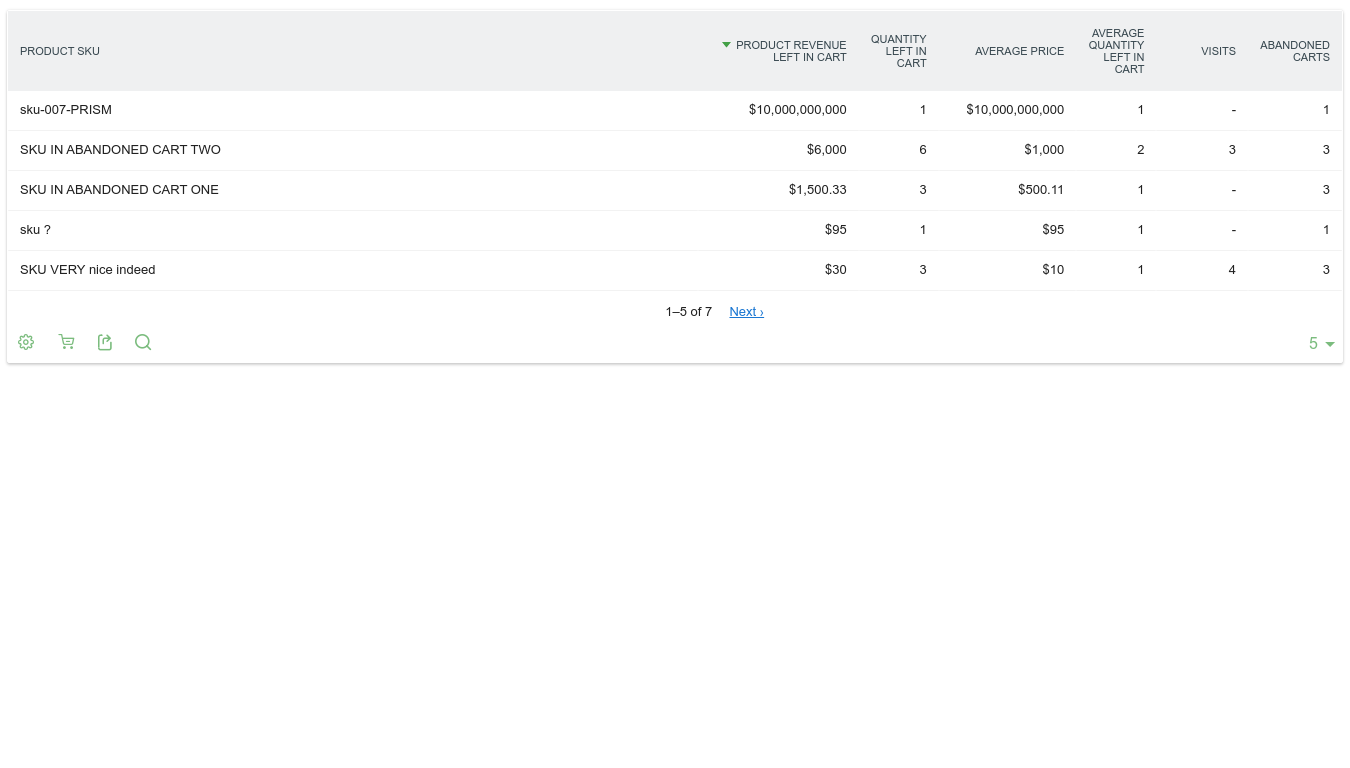 PRODUCT SKU
PRODUCT REVENUE
LEFT IN CART
QUANTITY
LEFT IN
CART
AVERAGE PRICE
AVERAGE
QUANTITY
LEFT IN
CART
VISITS
ABANDONED
CARTS
sku-007-PRISM $10,000,000,000 1 $10,000,000,000 1 - 1
SKU IN ABANDONED CART TWO $6,000 6 $1,000 2 3 3
SKU IN ABANDONED CART ONE $1,500.33 3 $500.11 1 - 3
sku ? $95 1 $95 1 - 1
SKU VERY nice indeed $30 3 $10 1 4 3
1–5 of 7 Next ›
5